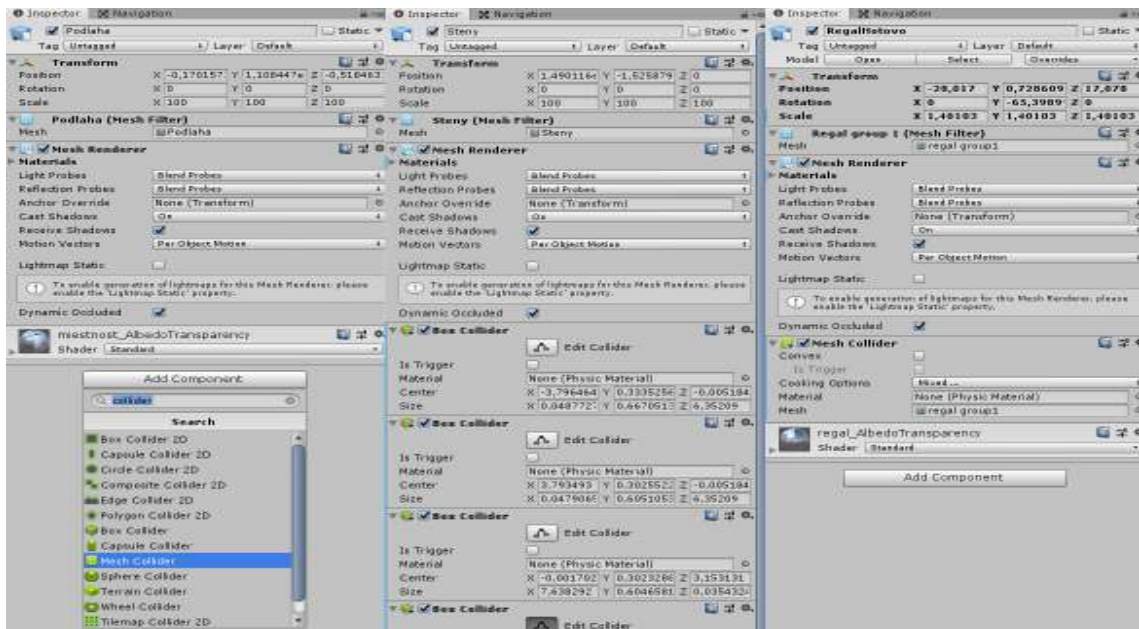 Inspector Navigation
Podlaha Static
Tag Untagged Layer Default
Transform
Position X -0,170157 Y 1,108447e Z -0,510463
Rotation X 0 Y 0 Z 0
Scale X 100 Y 100 Z 100
Podlaha (Mesh Filter)
Mesh Podlaha
Mesh Renderer
Materials
Light Probes Blend Probes
Reflection Probes Blend Probes
Anchor Override None (Transform)
Cast Shadows On
Receive Shadows
Motion Vectors Per Object Motion
Lightmap Static
To enable generation of lightmaps for this Mesh Renderer, please
enable the 'Lightmap Static' property.
Dynamic Occluded
miestnost_AlbedoTransparency
Shader Standard
Add Component
collider
Search
Box Collider 2D
Capsule Collider 2D
Circle Collider 2D
Composite Collider 2D
Edge Collider 2D
Polygon Collider 2D
Box Collider
Capsule Collider
Mesh Collider
Sphere Collider
Terrain Collider
Wheel Collider
Tilemap Collider 2D
Inspector Navigation
Steny Static
Tag Untagged Layer Default
Transform
Position X 1,490116e Y -1,525879 Z 0
Rotation X 0 Y 0 Z 0
Scale X 100 Y 100 Z 100
Steny (Mesh Filter)
Mesh Steny
Mesh Renderer
Materials
Light Probes Blend Probes
Reflection Probes Blend Probes
Anchor Override None (Transform)
Cast Shadows On
Receive Shadows
Motion Vectors Per Object Motion
Lightmap Static
To enable generation of lightmaps for this Mesh Renderer, please
enable the 'Lightmap Static' property.
Dynamic Occluded
Box Collider
Edit Collider
Is Trigger
Material None (Physic Material)
Center X -3,796464 Y 0,3335256 Z -0,005184
Size X 0,048772 Y 0,667051 Z 6,35209
Box Collider
Edit Collider
Is Trigger
Material None (Physic Material)
Center X 3,793493 Y 0,302552 Z -0,005184
Size X 0,047906 Y 0,605105 Z 6,35209
Box Collider
Edit Collider
Is Trigger
Material None (Physic Material)
Center X -0,001702 Y 0,3023286 Z 3,153131
Size X 7,638292 Y 0,6046581 Z 0,035432
Box Collider
Edit Collider
Inspector Navigation
RegalHotovo Static
Tag Untagged Layer Default
Model Open Select Overrides
Transform
Position X -20,017 Y 0,728609 Z 17,078
Rotation X 0 Y -65,3989 Z 0
Scale X 1,40103 Y 1,40103 Z 1,40103
Regal group 1 (Mesh Filter)
Mesh regal group1
Mesh Renderer
Materials
Light Probes Blend Probes
Reflection Probes Blend Probes
Anchor Override None (Transform)
Cast Shadows On
Receive Shadows
Motion Vectors Per Object Motion
Lightmap Static
To enable generation of lightmaps for this Mesh Renderer, please
enable the 'Lightmap Static' property.
Dynamic Occluded
Mesh Collider
Convex
Is Trigger
Cooking Options Mixed ...
Material None (Physic Material)
Mesh regal group1
regal_AlbedoTransparency
Shader Standard
Add Component